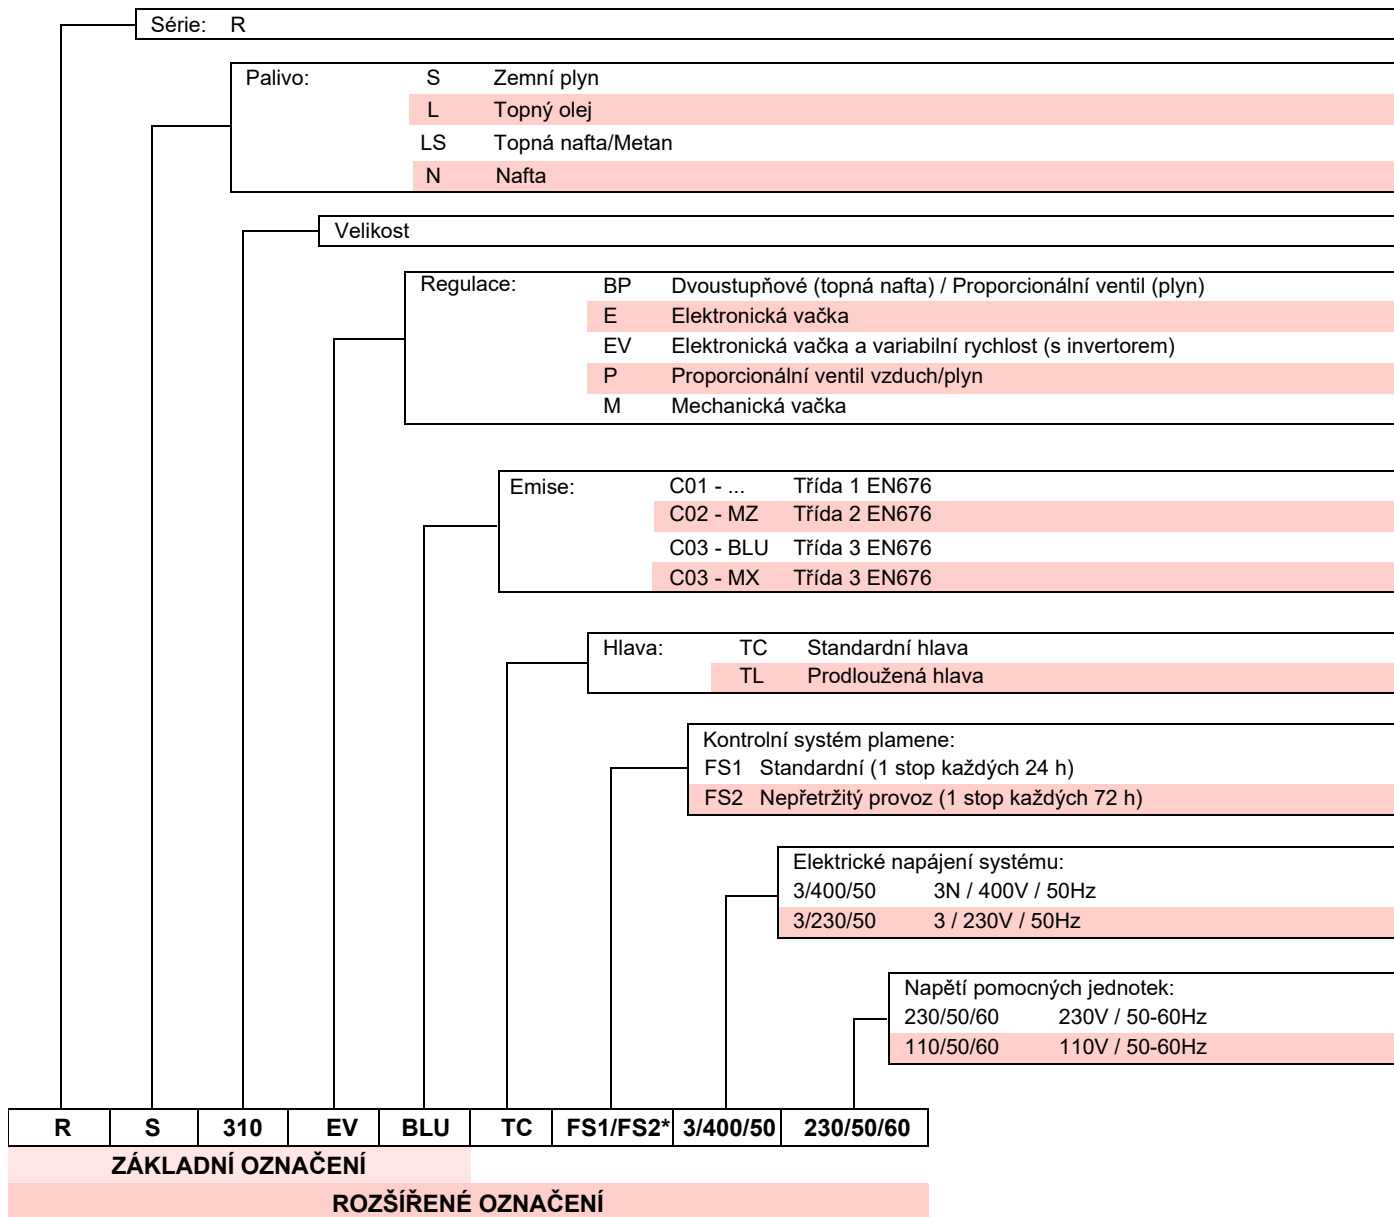 Série: R
Palivo: S Zemní plyn
L Topný olej
LS Topná nafta/Metan
N Nafta
Velikost
Regulace: BP Dvoustupňové (topná nafta) / Proporcionální ventil (plyn)
E Elektronická vačka
EV Elektronická vačka a variabilní rychlost (s invertorem)
P Proporcionální ventil vzduch/plyn
M Mechanická vačka
Emise: C01 - ... Třída 1 EN676
C02 - MZ Třída 2 EN676
C03 - BLU Třída 3 EN676
C03 - MX Třída 3 EN676
Hlava: TC Standardní hlava
TL Prodloužená hlava
Kontrolní systém plamene:
FS1 Standardní (1 stop každých 24 h)
FS2 Nepřetržitý provoz (1 stop každých 72 h)
Elektrické napájení systému:
3/400/50 3N / 400V / 50Hz
3/230/50 3 / 230V / 50Hz
Napětí pomocných jednotek:
230/50/60 230V / 50-60Hz
110/50/60 110V / 50-60Hz
R S 310 EV BLU TC FS1/FS2* 3/400/50 230/50/60
ZÁKLADNÍ OZNAČENÍ
ROZŠÍŘENÉ OZNAČENÍ